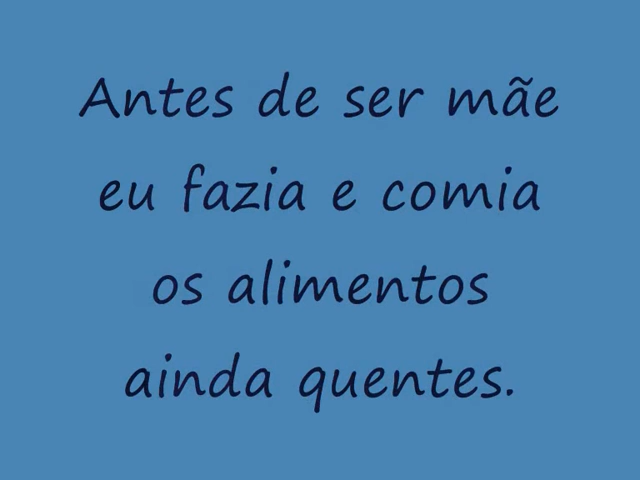 Antes de ser mãe
eu fazia e comia
os alimentos
ainda quentes.